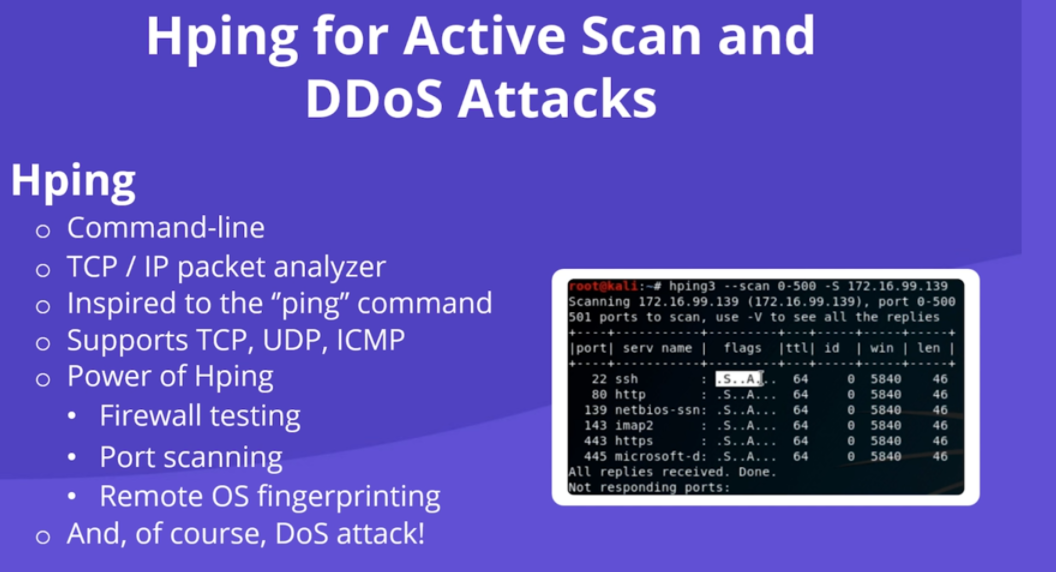 Hping for Active Scan and
DDoS Attacks
Hping
o Command-line
o TCP / IP packet analyzer
o Inspired to the “ping” command
o Supports TCP, UDP, ICMP
o Power of Hping
• Firewall testing
• Port scanning
• Remote OS fingerprinting
o And, of course, DoS attack!
root@kali:~# hping3 --scan 0-500 -S 172.16.99.139
Scanning 172.16.99.139 (172.16.99.139), port 0-500
501 ports to scan, use -V to see all the replies
+----+-----------+---------+---+-----+-----+-----+
|port| serv name | flags |ttl| id | win | len |
+----+-----------+---------+---+-----+-----+-----+
22 ssh : .S..A... 64 0 5840 46
80 http : .S..A... 64 0 5840 46
139 netbios-ssn: .S..A... 64 0 5840 46
143 imap2 : .S..A... 64 0 5840 46
443 https : .S..A... 64 0 5840 46
445 microsoft-d: .S..A... 64 0 5840 46
All replies received. Done.
Not responding ports: